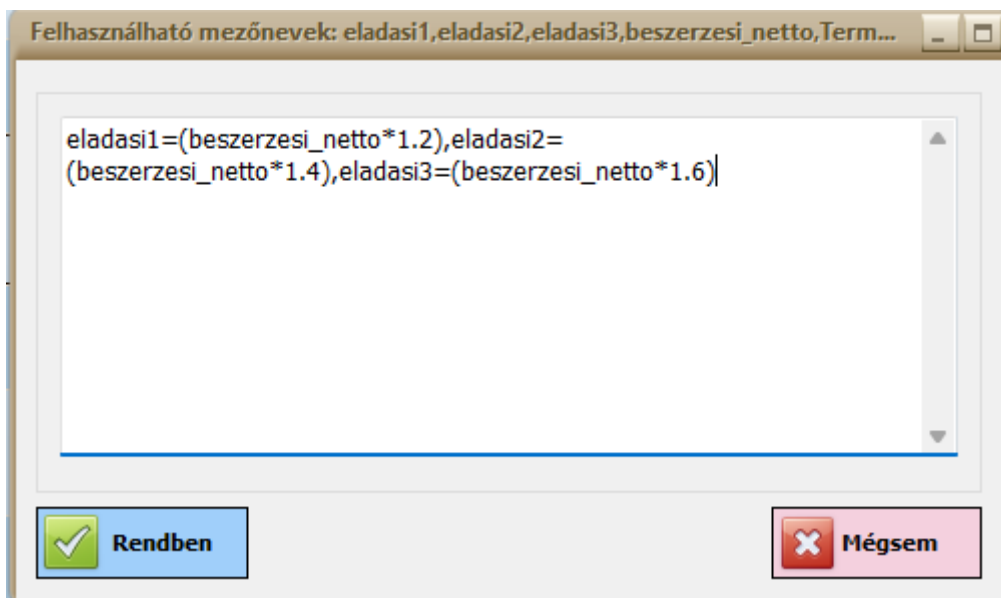 Felhasználható mezőnevek: eladasi1,eladasi2,eladasi3,beszerzesi_netto,Term...
eladasi1=(beszerzesi_netto*1.2),eladasi2=
(beszerzesi_netto*1.4),eladasi3=(beszerzesi_netto*1.6)
Rendben
Mégsem